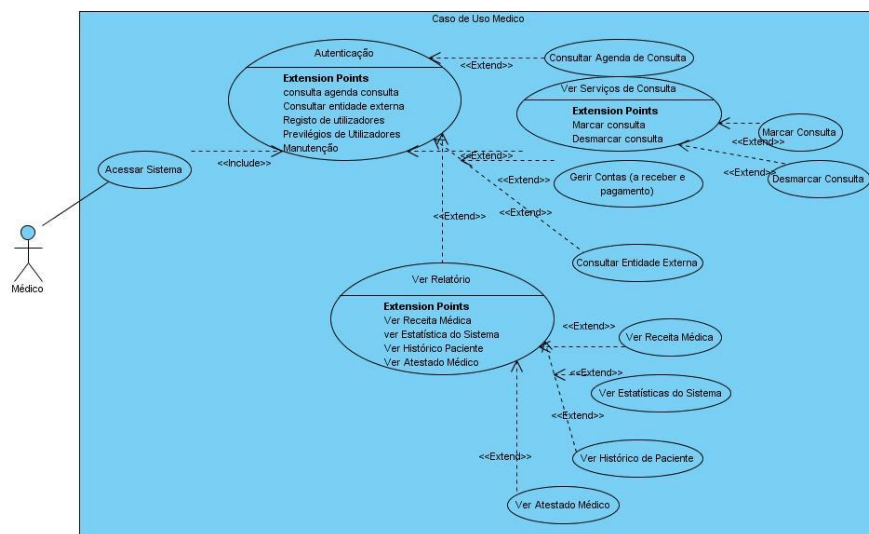 Caso de Uso Medico
Autenticação
Extension Points
consulta agenda consulta
Consultar entidade externa
Registo de utilizadores
Previlégios de Utilizadores
Manutenção
<<Extend>>
Consultar Agenda de Consulta
Ver Serviços de Consulta
Extension Points
Marcar consulta
Desmarcar consulta
<<Extend>>
Marcar Consulta
<<Extend>>
Desmarcar Consulta
Acessar Sistema
<<Include>>
<<Extend>>
<<Extend>>
Gerir Contas (a receber e
pagamento)
<<Extend>>
<<Extend>>
Consultar Entidade Externa
Médico
Ver Relatório
Extension Points
Ver Receita Médica
ver Estatística do Sistema
Ver Histórico Paciente
Ver Atestado Médico
<<Extend>>
Ver Receita Médica
<<Extend>>
Ver Estatísticas do Sistema
<<Extend>>
Ver Histórico de Paciente
<<Extend>>
Ver Atestado Médico